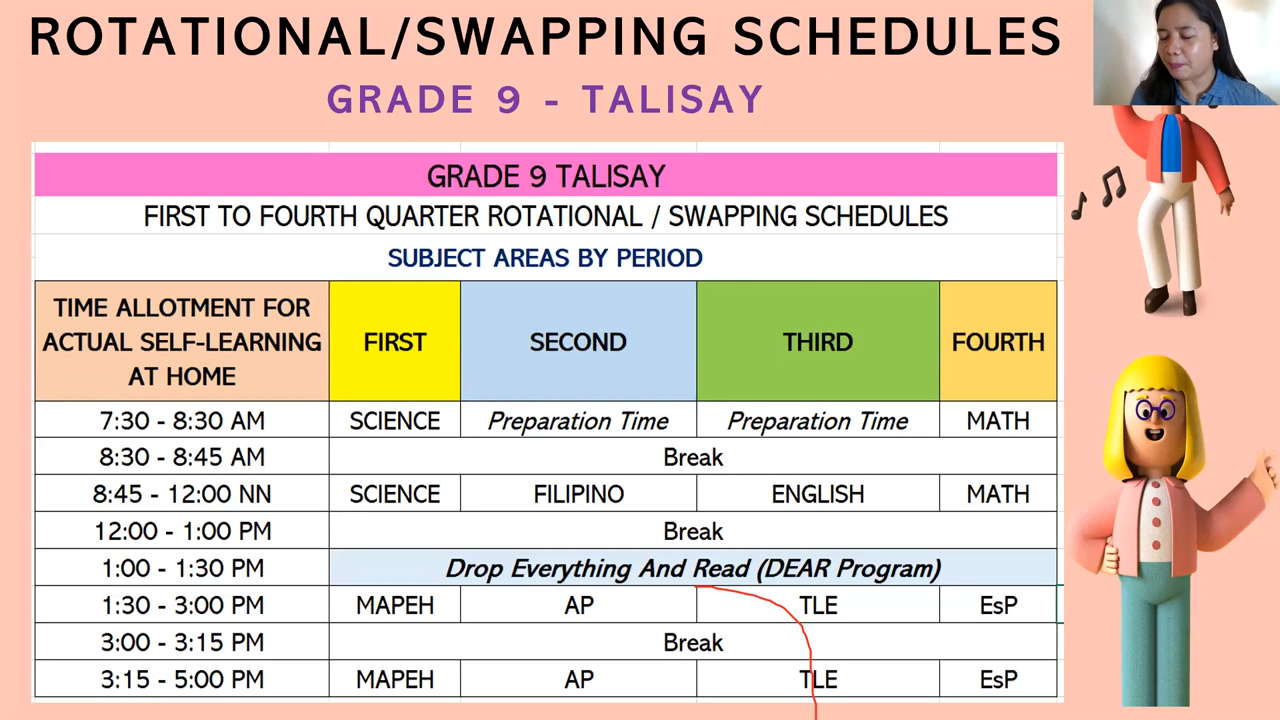 ROTATIONAL/SWAPPING SCHEDULES
GRADE 9 - TALISAY
GRADE 9 TALISAY
FIRST TO FOURTH QUARTER ROTATIONAL / SWAPPING SCHEDULES
SUBJECT AREAS BY PERIOD
TIME ALLOTMENT FOR
ACTUAL SELF-LEARNING
AT HOME
FIRST
SECOND
THIRD
FOURTH
7:30 - 8:30 AM SCIENCE Preparation Time Preparation Time MATH
8:30 - 8:45 AM Break
8:45 - 12:00 NN SCIENCE FILIPINO ENGLISH MATH
12:00 - 1:00 PM Break
1:00 - 1:30 PM Drop Everything And Read (DEAR Program)
1:30 - 3:00 PM MAPEH AP TLE EsP
3:00 - 3:15 PM Break
3:15 - 5:00 PM MAPEH AP TLE EsP